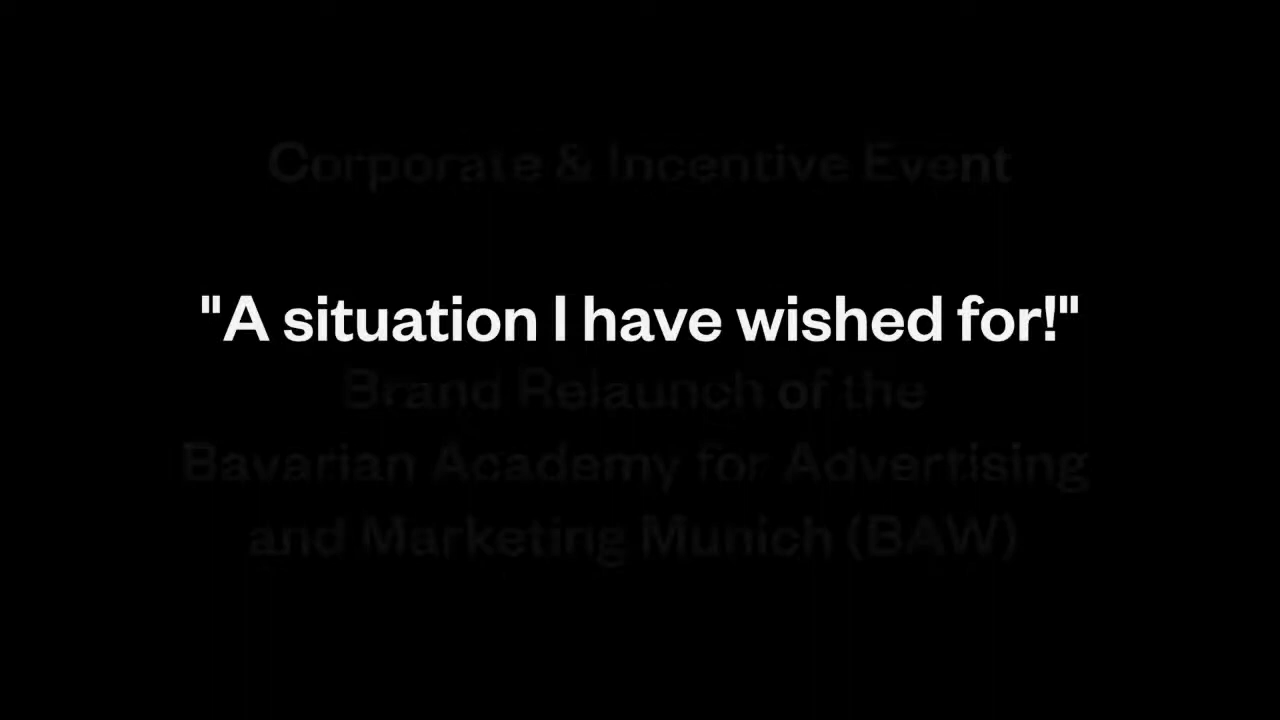 Corporate & Incentive Event
"A situation I have wished for!"
Brand Relaunch of the
Bavarian Academy for Advertising
and Marketing Munich (BAW)